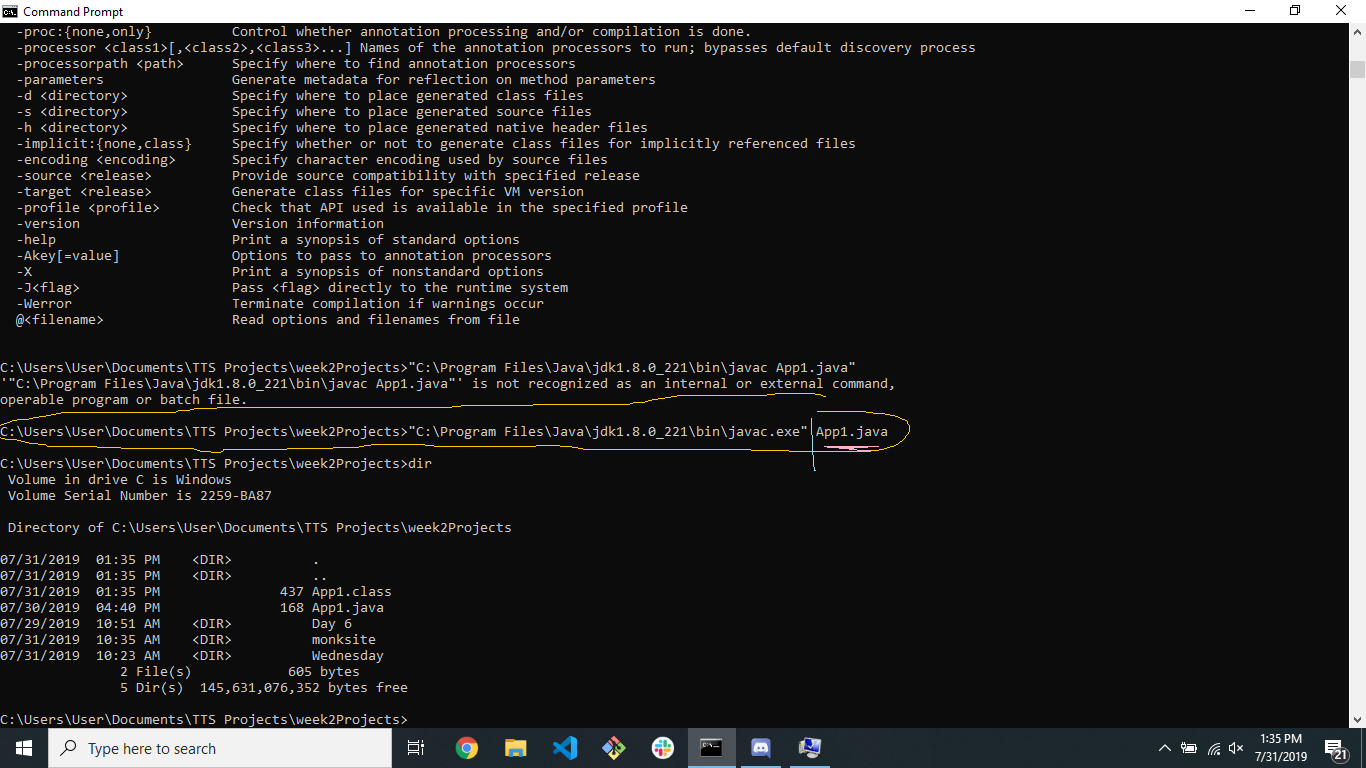 Command Prompt
-proc:{none,only} Control whether annotation processing and/or compilation is done.
-processor <class1>[,<class2>,<class3>...] Names of the annotation processors to run; bypasses default discovery process
-processorpath <path> Specify where to find annotation processors
-parameters Generate metadata for reflection on method parameters
-d <directory> Specify where to place generated class files
-s <directory> Specify where to place generated source files
-h <directory> Specify where to place generated native header files
-implicit:{none,class} Specify whether or not to generate class files for implicitly referenced files
-encoding <encoding> Specify character encoding used by source files
-source <release> Provide source compatibility with specified release
-target <release> Generate class files for specific VM version
-profile <profile> Check that API used is available in the specified profile
-version Version information
-help Print a synopsis of standard options
-Akey[=value] Options to pass to annotation processors
-X Print a synopsis of nonstandard options
-J<flag> Pass <flag> directly to the runtime system
-Werror Terminate compilation if warnings occur
@<filename> Read options and filenames from file
C:\Users\User\Documents\TTS Projects\week2Projects>"C:\Program Files\Java\jdk1.8.0_221\bin\javac App1.java"
'"C:\Program Files\Java\jdk1.8.0_221\bin\javac App1.java"' is not recognized as an internal or external command,
operable program or batch file.
C:\Users\User\Documents\TTS Projects\week2Projects>"C:\Program Files\Java\jdk1.8.0_221\bin\javac.exe" App1.java
C:\Users\User\Documents\TTS Projects\week2Projects>dir
Volume in drive C is Windows
Volume Serial Number is 2259-BA87
Directory of C:\Users\User\Documents\TTS Projects\week2Projects
07/31/2019 01:35 PM <DIR> .
07/31/2019 01:35 PM <DIR> ..
07/31/2019 01:35 PM 437 App1.class
07/30/2019 04:40 PM 168 App1.java
07/29/2019 10:51 AM <DIR> Day 6
07/31/2019 10:35 AM <DIR> monksite
07/31/2019 10:23 AM <DIR> Wednesday
2 File(s) 605 bytes
5 Dir(s) 145,631,076,352 bytes free
C:\Users\User\Documents\TTS Projects\week2Projects>
Type here to search
1:35 PM
7/31/2019
21